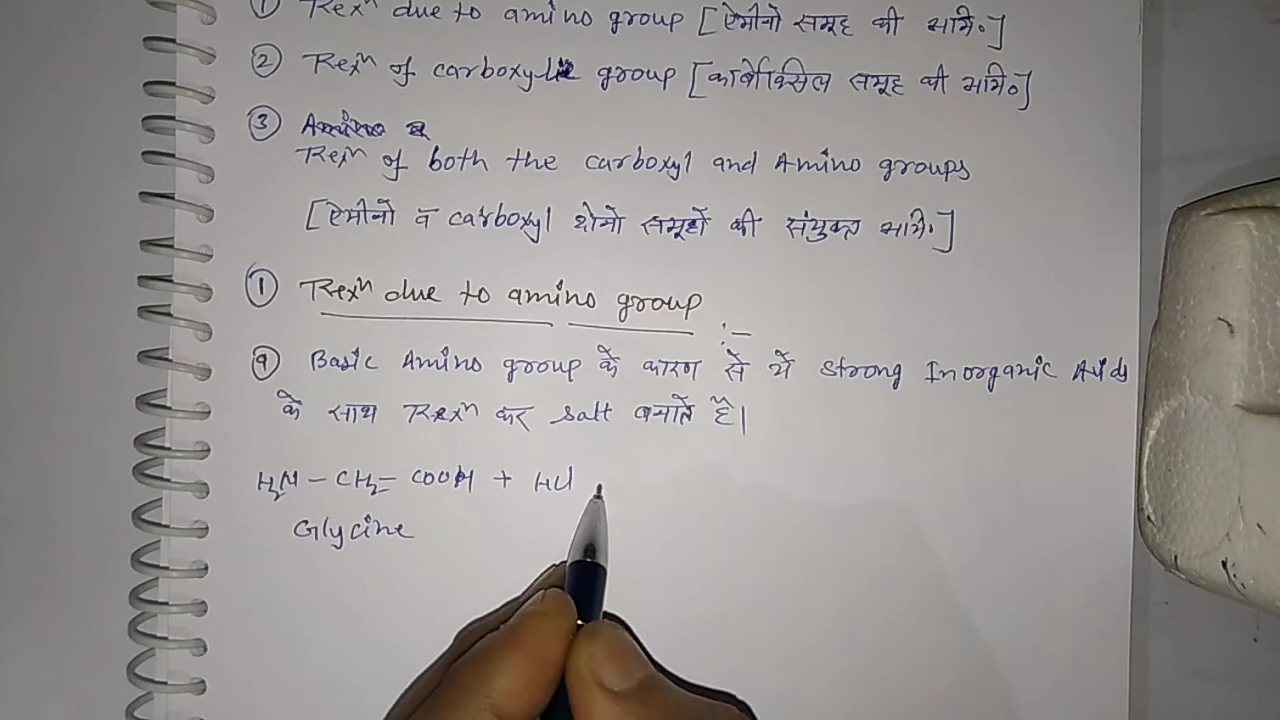 ① Rexⁿ due to amino group [ऐमीनो समूह की अभि०]
② Rexⁿ of carboxylic group [कार्बोक्सिल समूह की अभि०]
③ Amino
Rexⁿ of both the carboxyl and Amino groups
[ऐमीनो व carboxyl दोनो समूहों की संयुक्त अभि०]
① Rexⁿ due to amino group :-
ⓐ Basic Amino group के कारण से ये strong Inorganic Acids
के साथ Rexⁿ कर salt बनाते हैं।
H₂N – CH₂ – COOH + HCl
Glycine